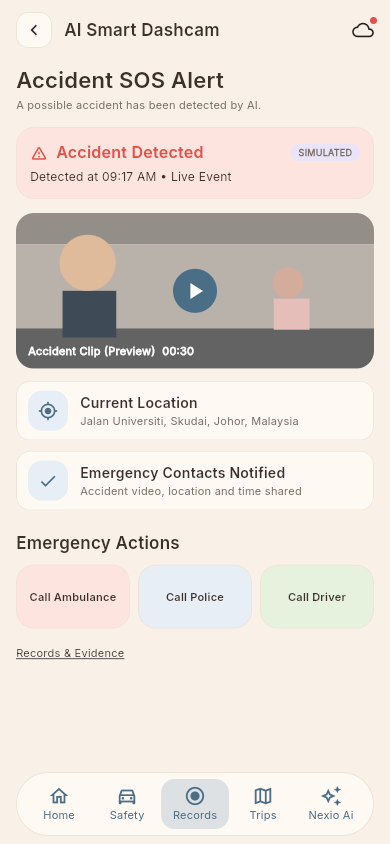 AI Smart Dashcam
Accident SOS Alert
A possible accident has been detected by AI.
Accident Detected
SIMULATED
Detected at 09:17 AM • Live Event
Accident Clip (Preview) 00:30
Current Location
Jalan Universiti, Skudai, Johor, Malaysia
Emergency Contacts Notified
Accident video, location and time shared
Emergency Actions
Call Ambulance
Call Police
Call Driver
Records & Evidence
Home
Safety
Records
Trips
Nexio Ai